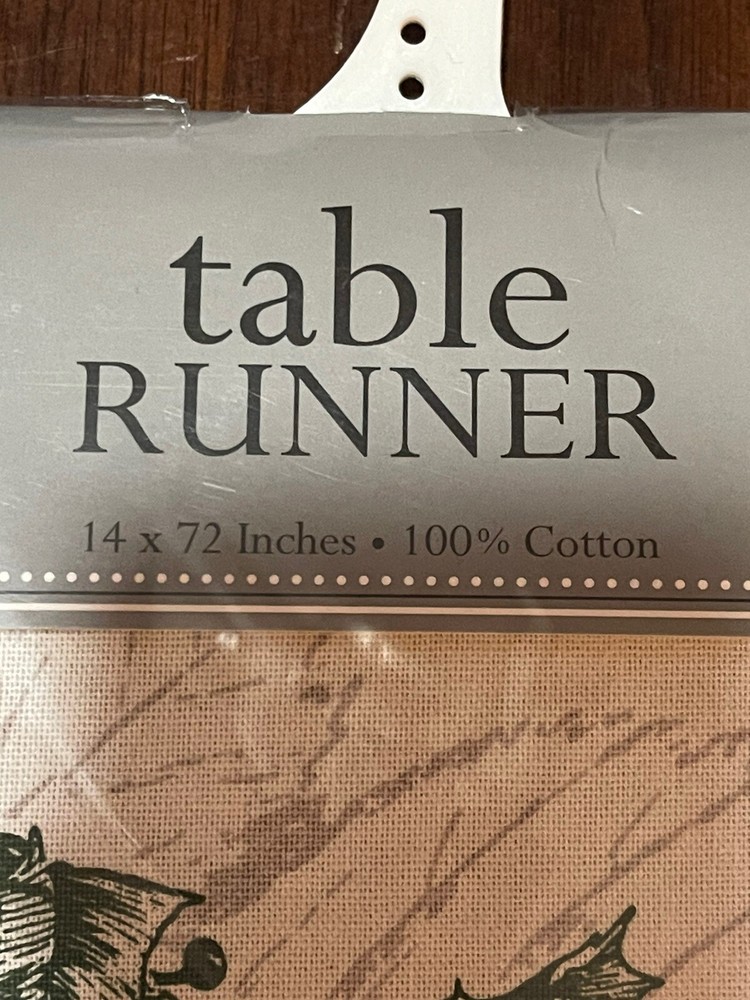 table
RUNNER
14 x 72 Inches • 100% Cotton